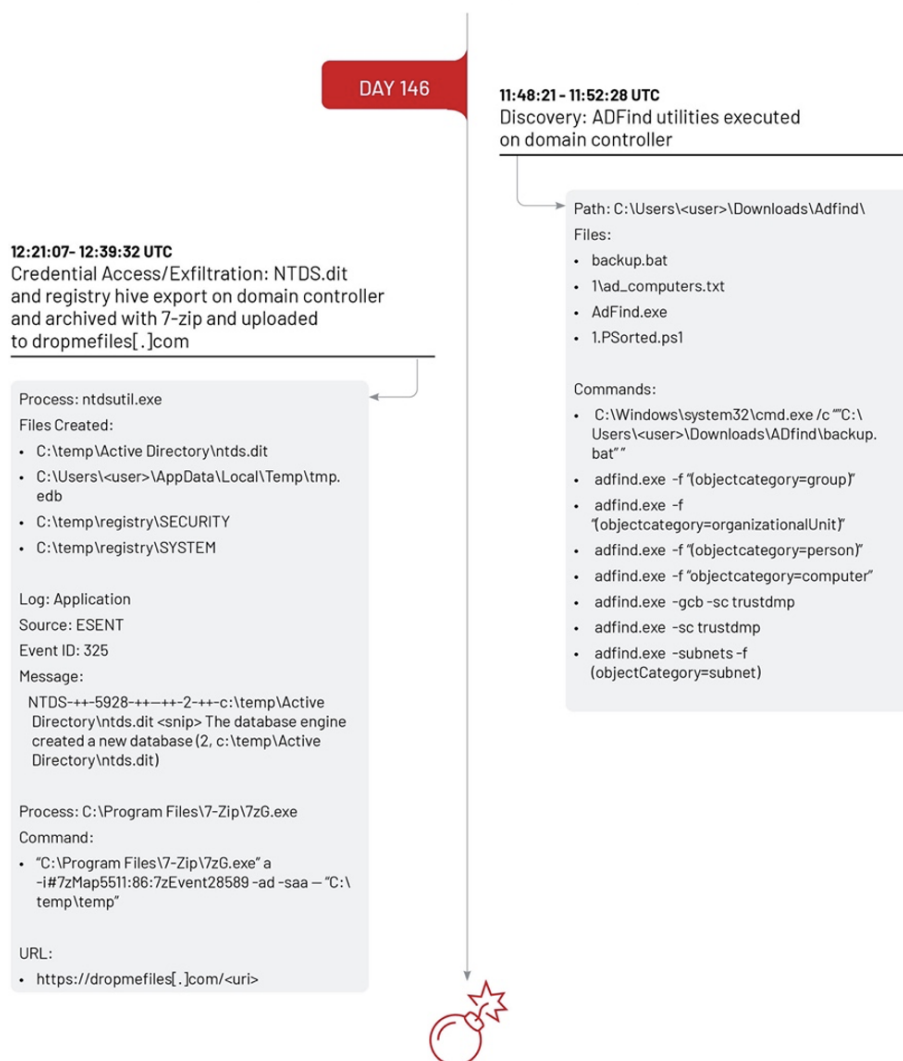 DAY 146
11:48:21 - 11:52:28 UTC
Discovery: ADFind utilities executed
on domain controller
Path: C:\Users\<user>\Downloads\Adfind\
Files:
• backup.bat
• 1\ad_computers.txt
• AdFind.exe
• 1.PSorted.ps1
Commands:
• C:\Windows\system32\cmd.exe /c ““C:\
Users\<user>\Downloads\ADfind\backup.
bat” ”
• adfind.exe -f “(objectcategory=group)”
• adfind.exe -f
“(objectcategory=organizationalUnit)”
• adfind.exe -f “(objectcategory=person)”
• adfind.exe -f “objectcategory=computer”
• adfind.exe -gcb -sc trustdmp
• adfind.exe -sc trustdmp
• adfind.exe -subnets -f
(objectCategory=subnet)
12:21:07- 12:39:32 UTC
Credential Access/Exfiltration: NTDS.dit
and registry hive export on domain controller
and archived with 7-zip and uploaded
to dropmefiles[.]com
Process: ntdsutil.exe
Files Created:
• C:\temp\Active Directory\ntds.dit
• C:\Users\<user>\AppData\Local\Temp\tmp.
edb
• C:\temp\registry\SECURITY
• C:\temp\registry\SYSTEM
Log: Application
Source: ESENT
Event ID: 325
Message:
NTDS-++-5928-++—++-2-++-c:\temp\Active
Directory\ntds.dit <snip> The database engine
created a new database (2, c:\temp\Active
Directory\ntds.dit)
Process: C:\Program Files\7-Zip\7zG.exe
Command:
• “C:\Program Files\7-Zip\7zG.exe” a
-i#7zMap5511:86:7zEvent28589 -ad -saa — “C:\
temp\temp”
URL:
• https://dropmefiles[.]com/<uri>